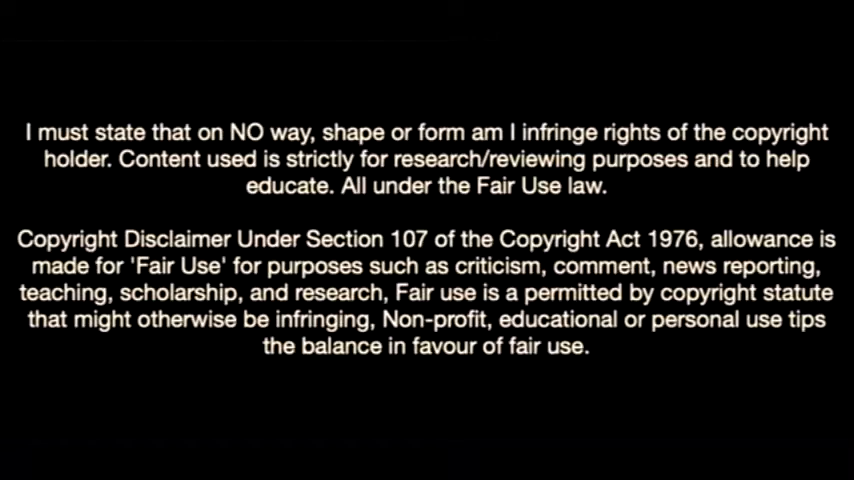 I must state that on NO way, shape or form am I infringe rights of the copyright
holder. Content used is strictly for research/reviewing purposes and to help
educate. All under the Fair Use law.
Copyright Disclaimer Under Section 107 of the Copyright Act 1976, allowance is
made for 'Fair Use' for purposes such as criticism, comment, news reporting,
teaching, scholarship, and research, Fair use is a permitted by copyright statute
that might otherwise be infringing, Non-profit, educational or personal use tips
the balance in favour of fair use.